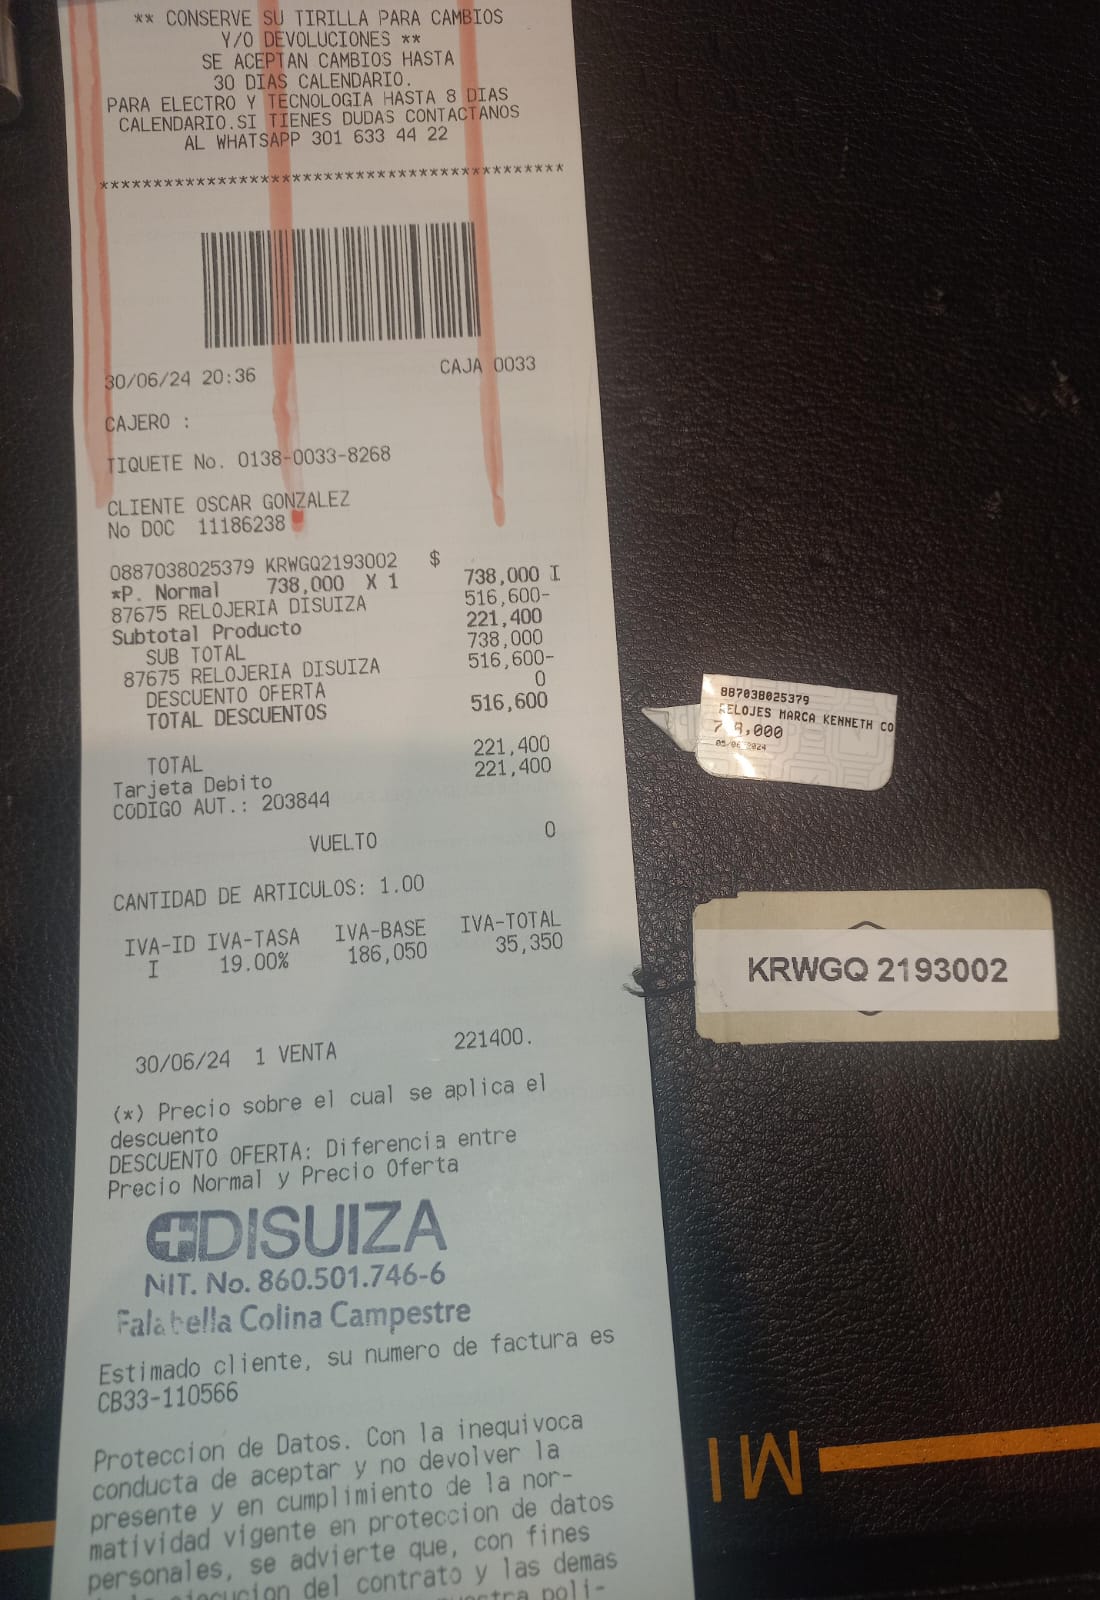 ** CONSERVE SU TIRILLA PARA CAMBIOS
Y/O DEVOLUCIONES **
SE ACEPTAN CAMBIOS HASTA
30 DIAS CALENDARIO.
PARA ELECTRO Y TECNOLOGIA HASTA 8 DIAS
CALENDARIO.SI TIENES DUDAS CONTACTANOS
AL WHATSAPP 301 633 44 22
********************************************
30/06/24 20:36 CAJA 0033
CAJERO :
TIQUETE No. 0138-0033-8268
CLIENTE OSCAR GONZALEZ
No DOC 11186238
0887038025379 KRWGQ2193002 $
*P. Normal 738,000 X 1 738,000 I
87675 RELOJERIA DISUIZA 516,600-
Subtotal Producto 221,400
SUB TOTAL 738,000
87675 RELOJERIA DISUIZA 516,600-
DESCUENTO OFERTA 0
TOTAL DESCUENTOS 516,600
TOTAL 221,400
Tarjeta Debito 221,400
CODIGO AUT.: 203844
VUELTO 0
CANTIDAD DE ARTICULOS: 1.00
IVA-ID IVA-TASA IVA-BASE IVA-TOTAL
I 19.00% 186,050 35,350
30/06/24 1 VENTA 221400.
(*) Precio sobre el cual se aplica el
descuento
DESCUENTO OFERTA: Diferencia entre
Precio Normal y Precio Oferta
DISUIZA
NIT. No. 860.501.746-6
Falabella Colina Campestre
Estimado cliente, su numero de factura es
CB33-110566
Proteccion de Datos. Con la inequivoca
conducta de aceptar y no devolver la
presente y en cumplimiento de la nor-
matividad vigente en proteccion de datos
personales, se advierte que, con fines
ejecucion del contrato y las demas
poli-
887038025379
RELOJES MARCA KENNETH CO
KRWGQ 2193002